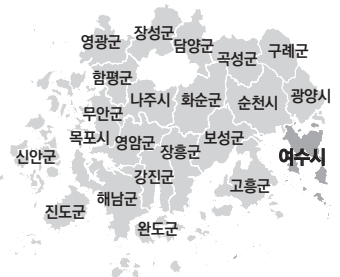 장성군
영광군
담양군
곡성군
구례군
함평군
나주시
화순군
순천시
광양시
무안군
목포시
영암군
장흥군
보성군
여수시
신안군
강진군
고흥군
해남군
진도군
완도군